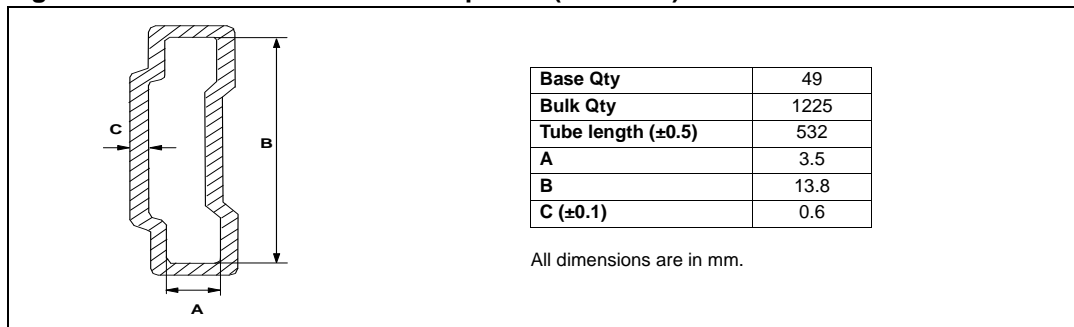 C
B
A
Base Qty 49
Bulk Qty 1225
Tube length (±0.5) 532
A 3.5
B 13.8
C (±0.1) 0.6
All dimensions are in mm.